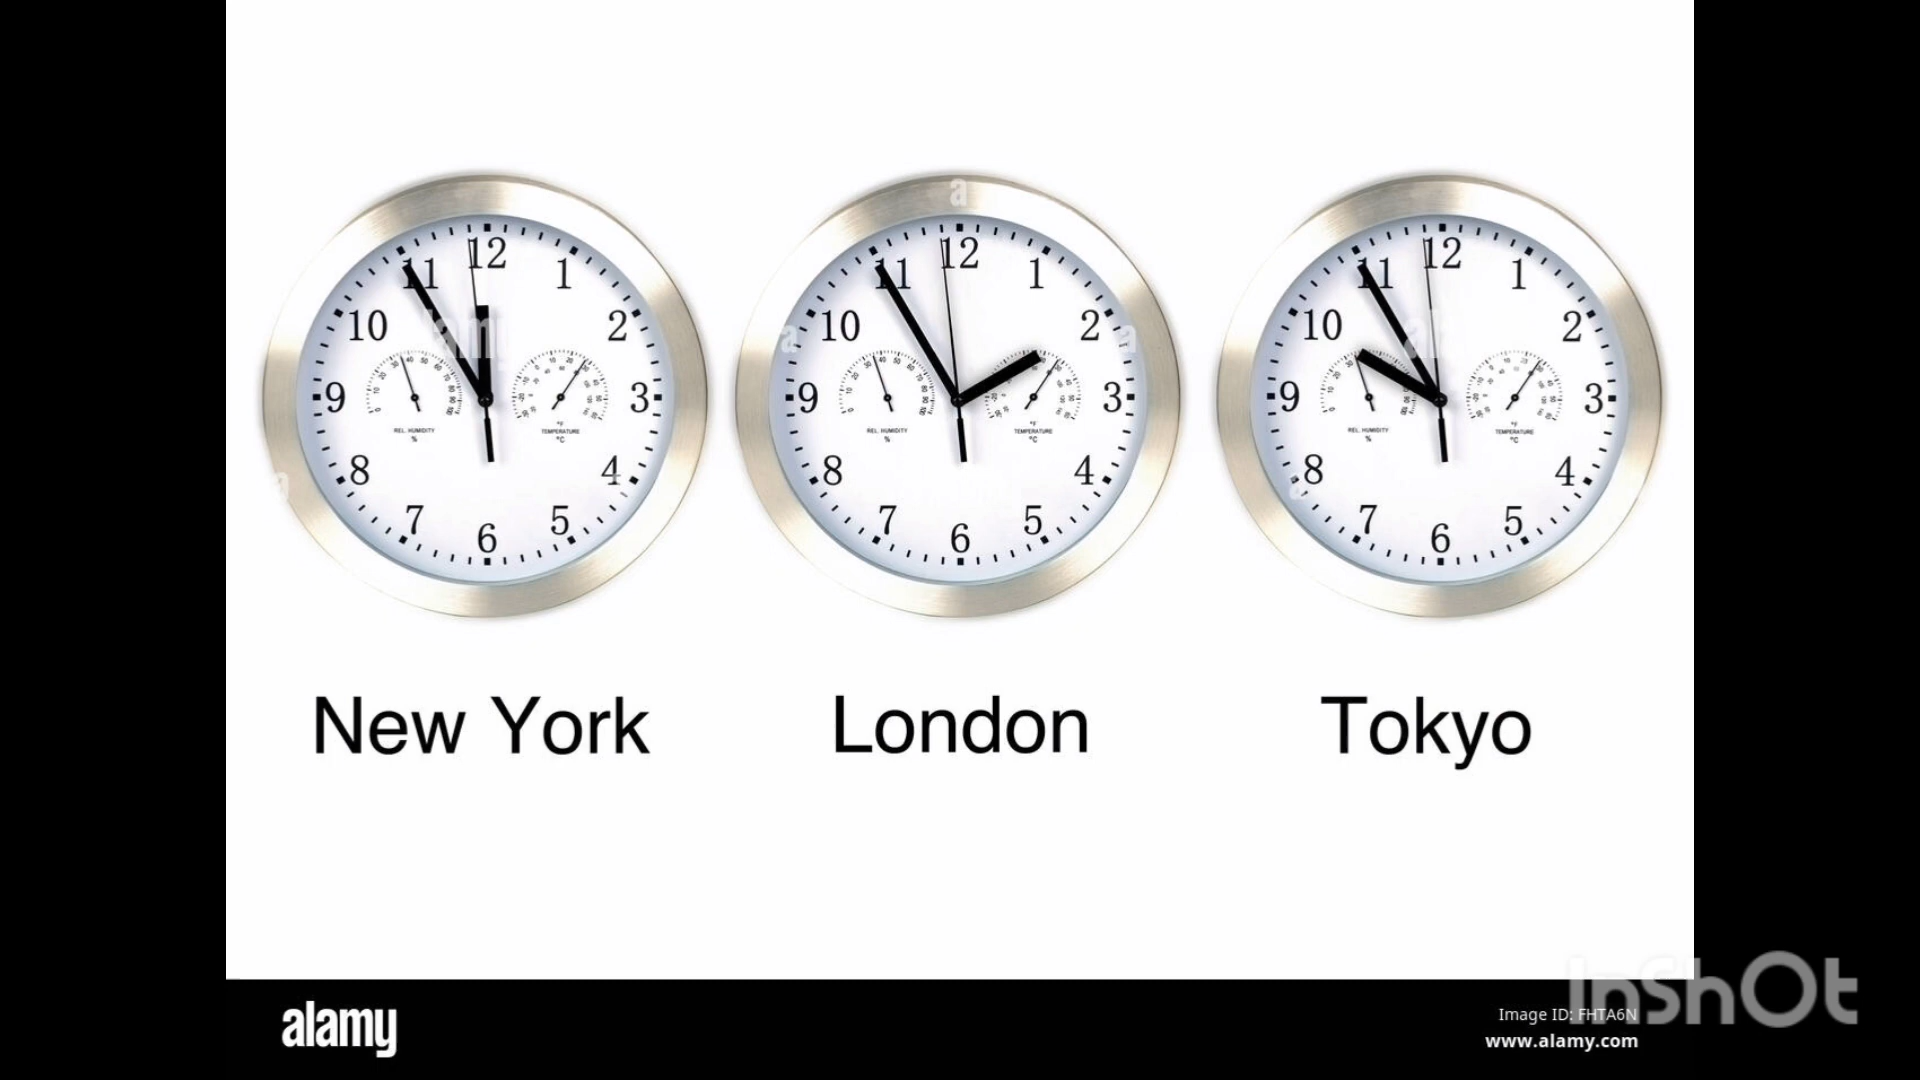 12
11
1
10
2
9
3
8
4
7
5
6
REL. HUMIDITY
%
°F
TEMPERATURE
°C
12
11
1
10
2
9
3
8
4
7
5
6
REL. HUMIDITY
%
°F
TEMPERATURE
°C
12
11
1
10
2
9
3
8
4
7
5
6
REL. HUMIDITY
%
°F
TEMPERATURE
°C
New York London Tokyo
alamy
Image ID: FHTA6N
www.alamy.com
InShOt